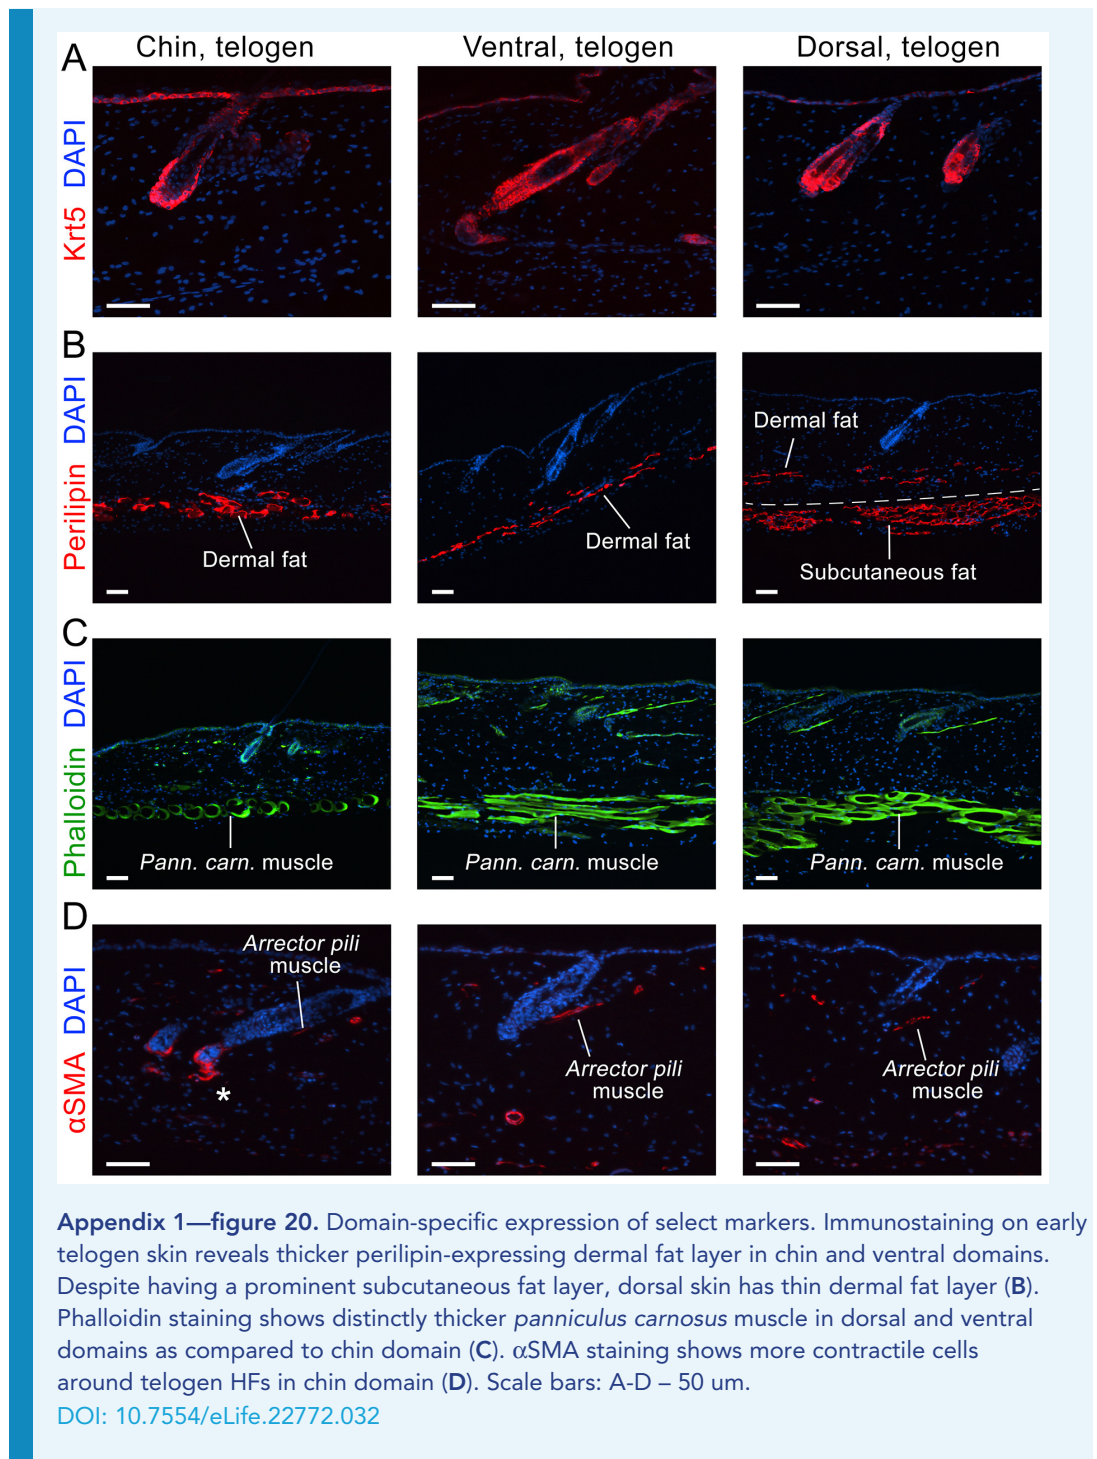 A
Chin, telogen
Ventral, telogen
Dorsal, telogen
Krt5 DAPI
B
Perilipin DAPI
Dermal fat
Dermal fat
Dermal fat
Subcutaneous fat
C
Phalloidin DAPI
Pann. carn. muscle
Pann. carn. muscle
Pann. carn. muscle
D
αSMA DAPI
Arrector pili
muscle
*
Arrector pili
muscle
Arrector pili
muscle
Appendix 1—figure 20. Domain-specific expression of select markers. Immunostaining on early
telogen skin reveals thicker perilipin-expressing dermal fat layer in chin and ventral domains.
Despite having a prominent subcutaneous fat layer, dorsal skin has thin dermal fat layer (B).
Phalloidin staining shows distinctly thicker panniculus carnosus muscle in dorsal and ventral
domains as compared to chin domain (C). αSMA staining shows more contractile cells
around telogen HFs in chin domain (D). Scale bars: A-D – 50 um.
DOI: 10.7554/eLife.22772.032